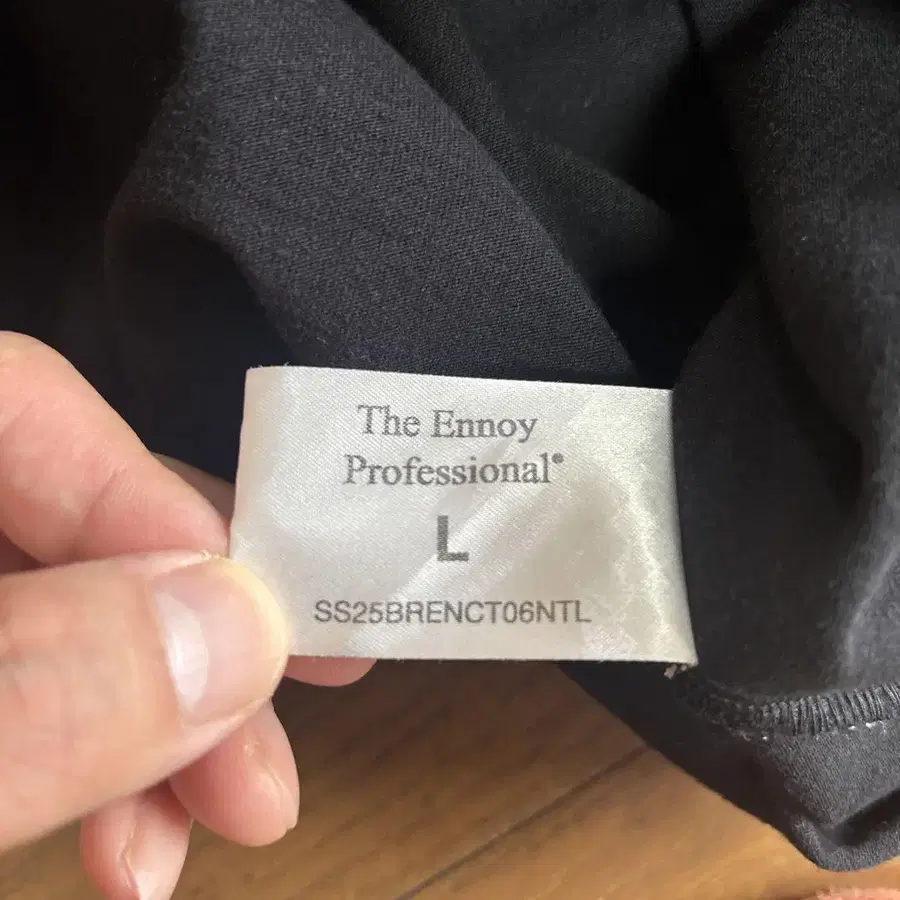 The Ennoy
Professional®
L
SS25BRENCT06NTL